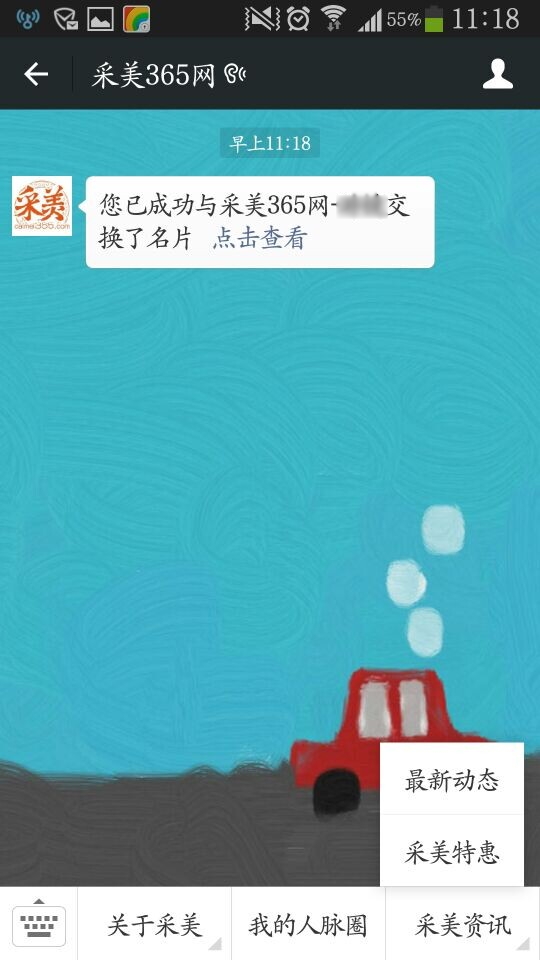 55% 11:18
采美365网
早上11:18
采美
caimei365.com
您已成功与采美365网-交
换了名片 点击查看
最新动态
采美特惠
关于采美
我的人脉圈
采美资讯